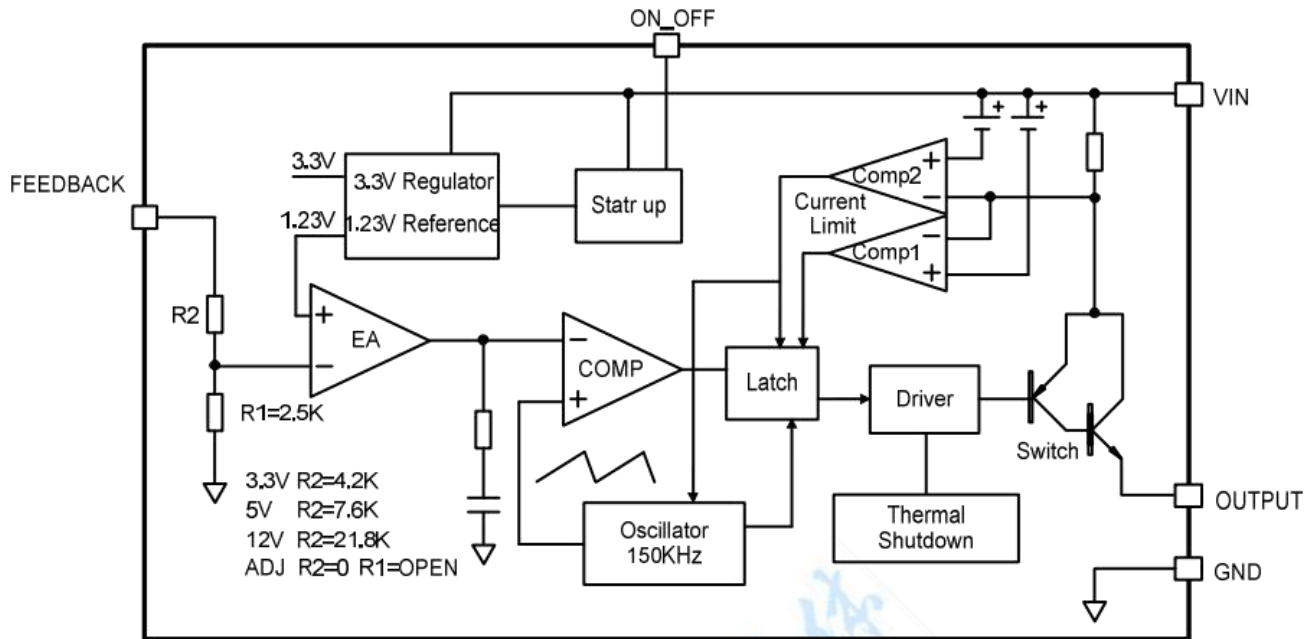 ON_OFF
VIN
FEEDBACK
3.3V
3.3V Regulator
1.23V
1.23V Reference
Statr up
+
+
+
Comp2
−
Current
Limit
−
Comp1
+
R2
+
EA
−
−
COMP
+
Latch
Driver
Switch
R1=2.5K
3.3V R2=4.2K
5V R2=7.6K
12V R2=21.8K
ADJ R2=0 R1=OPEN
Oscillator
150KHz
Thermal
Shutdown
OUTPUT
GND